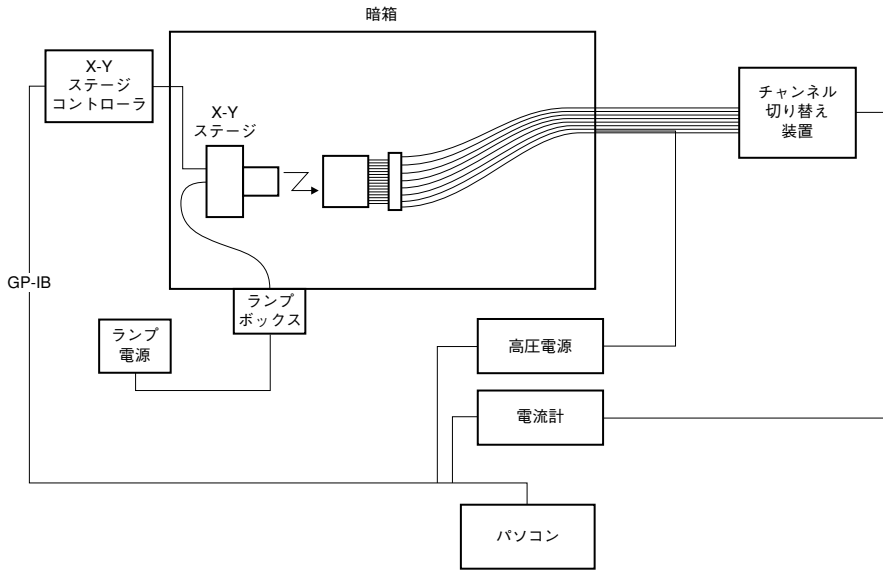 暗箱
X-Y
ステージ
コントローラ
X-Y
ステージ
チャンネル
切り替え
装置
GP-IB
ランプ
ボックス
ランプ
電源
高圧電源
電流計
パソコン